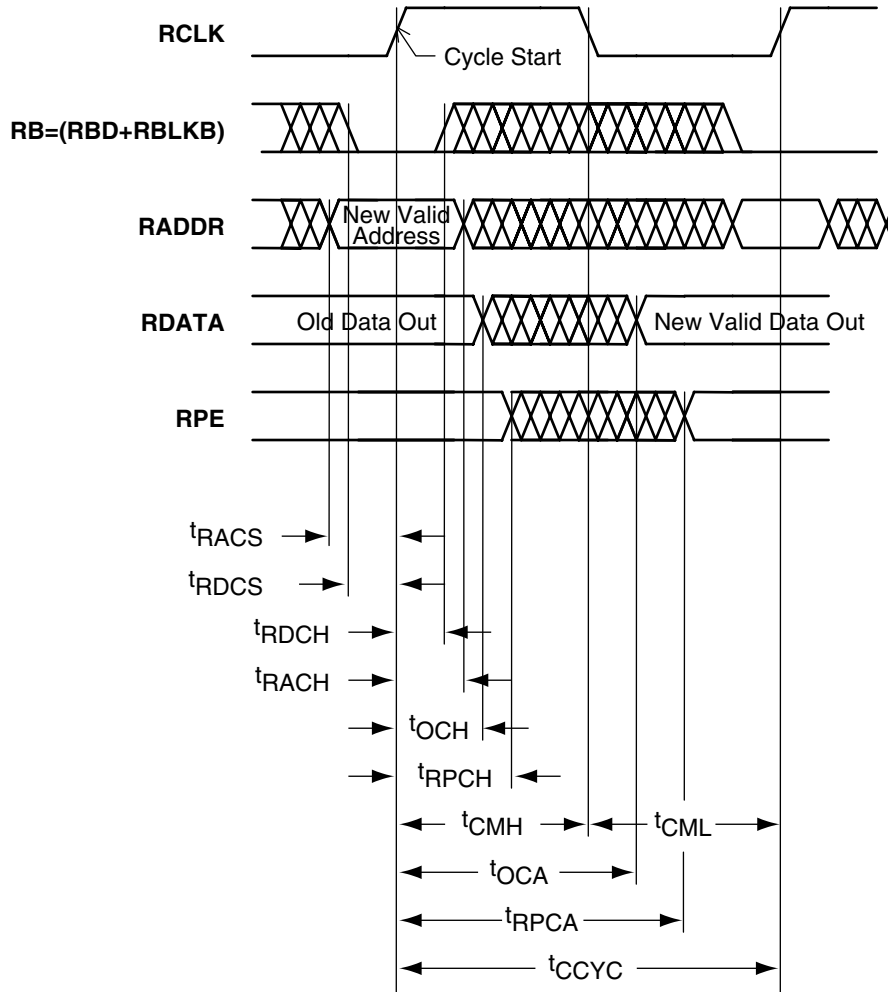 RCLK
Cycle Start
RB=(RBD+RBLKB)
RADDR
New Valid
Address
RDATA
Old Data Out
New Valid Data Out
RPE
tRACS
tRDCS
tRDCH
tRACH
tOCH
tRPCH
tCMH
tCML
tOCA
tRPCA
tCCYC